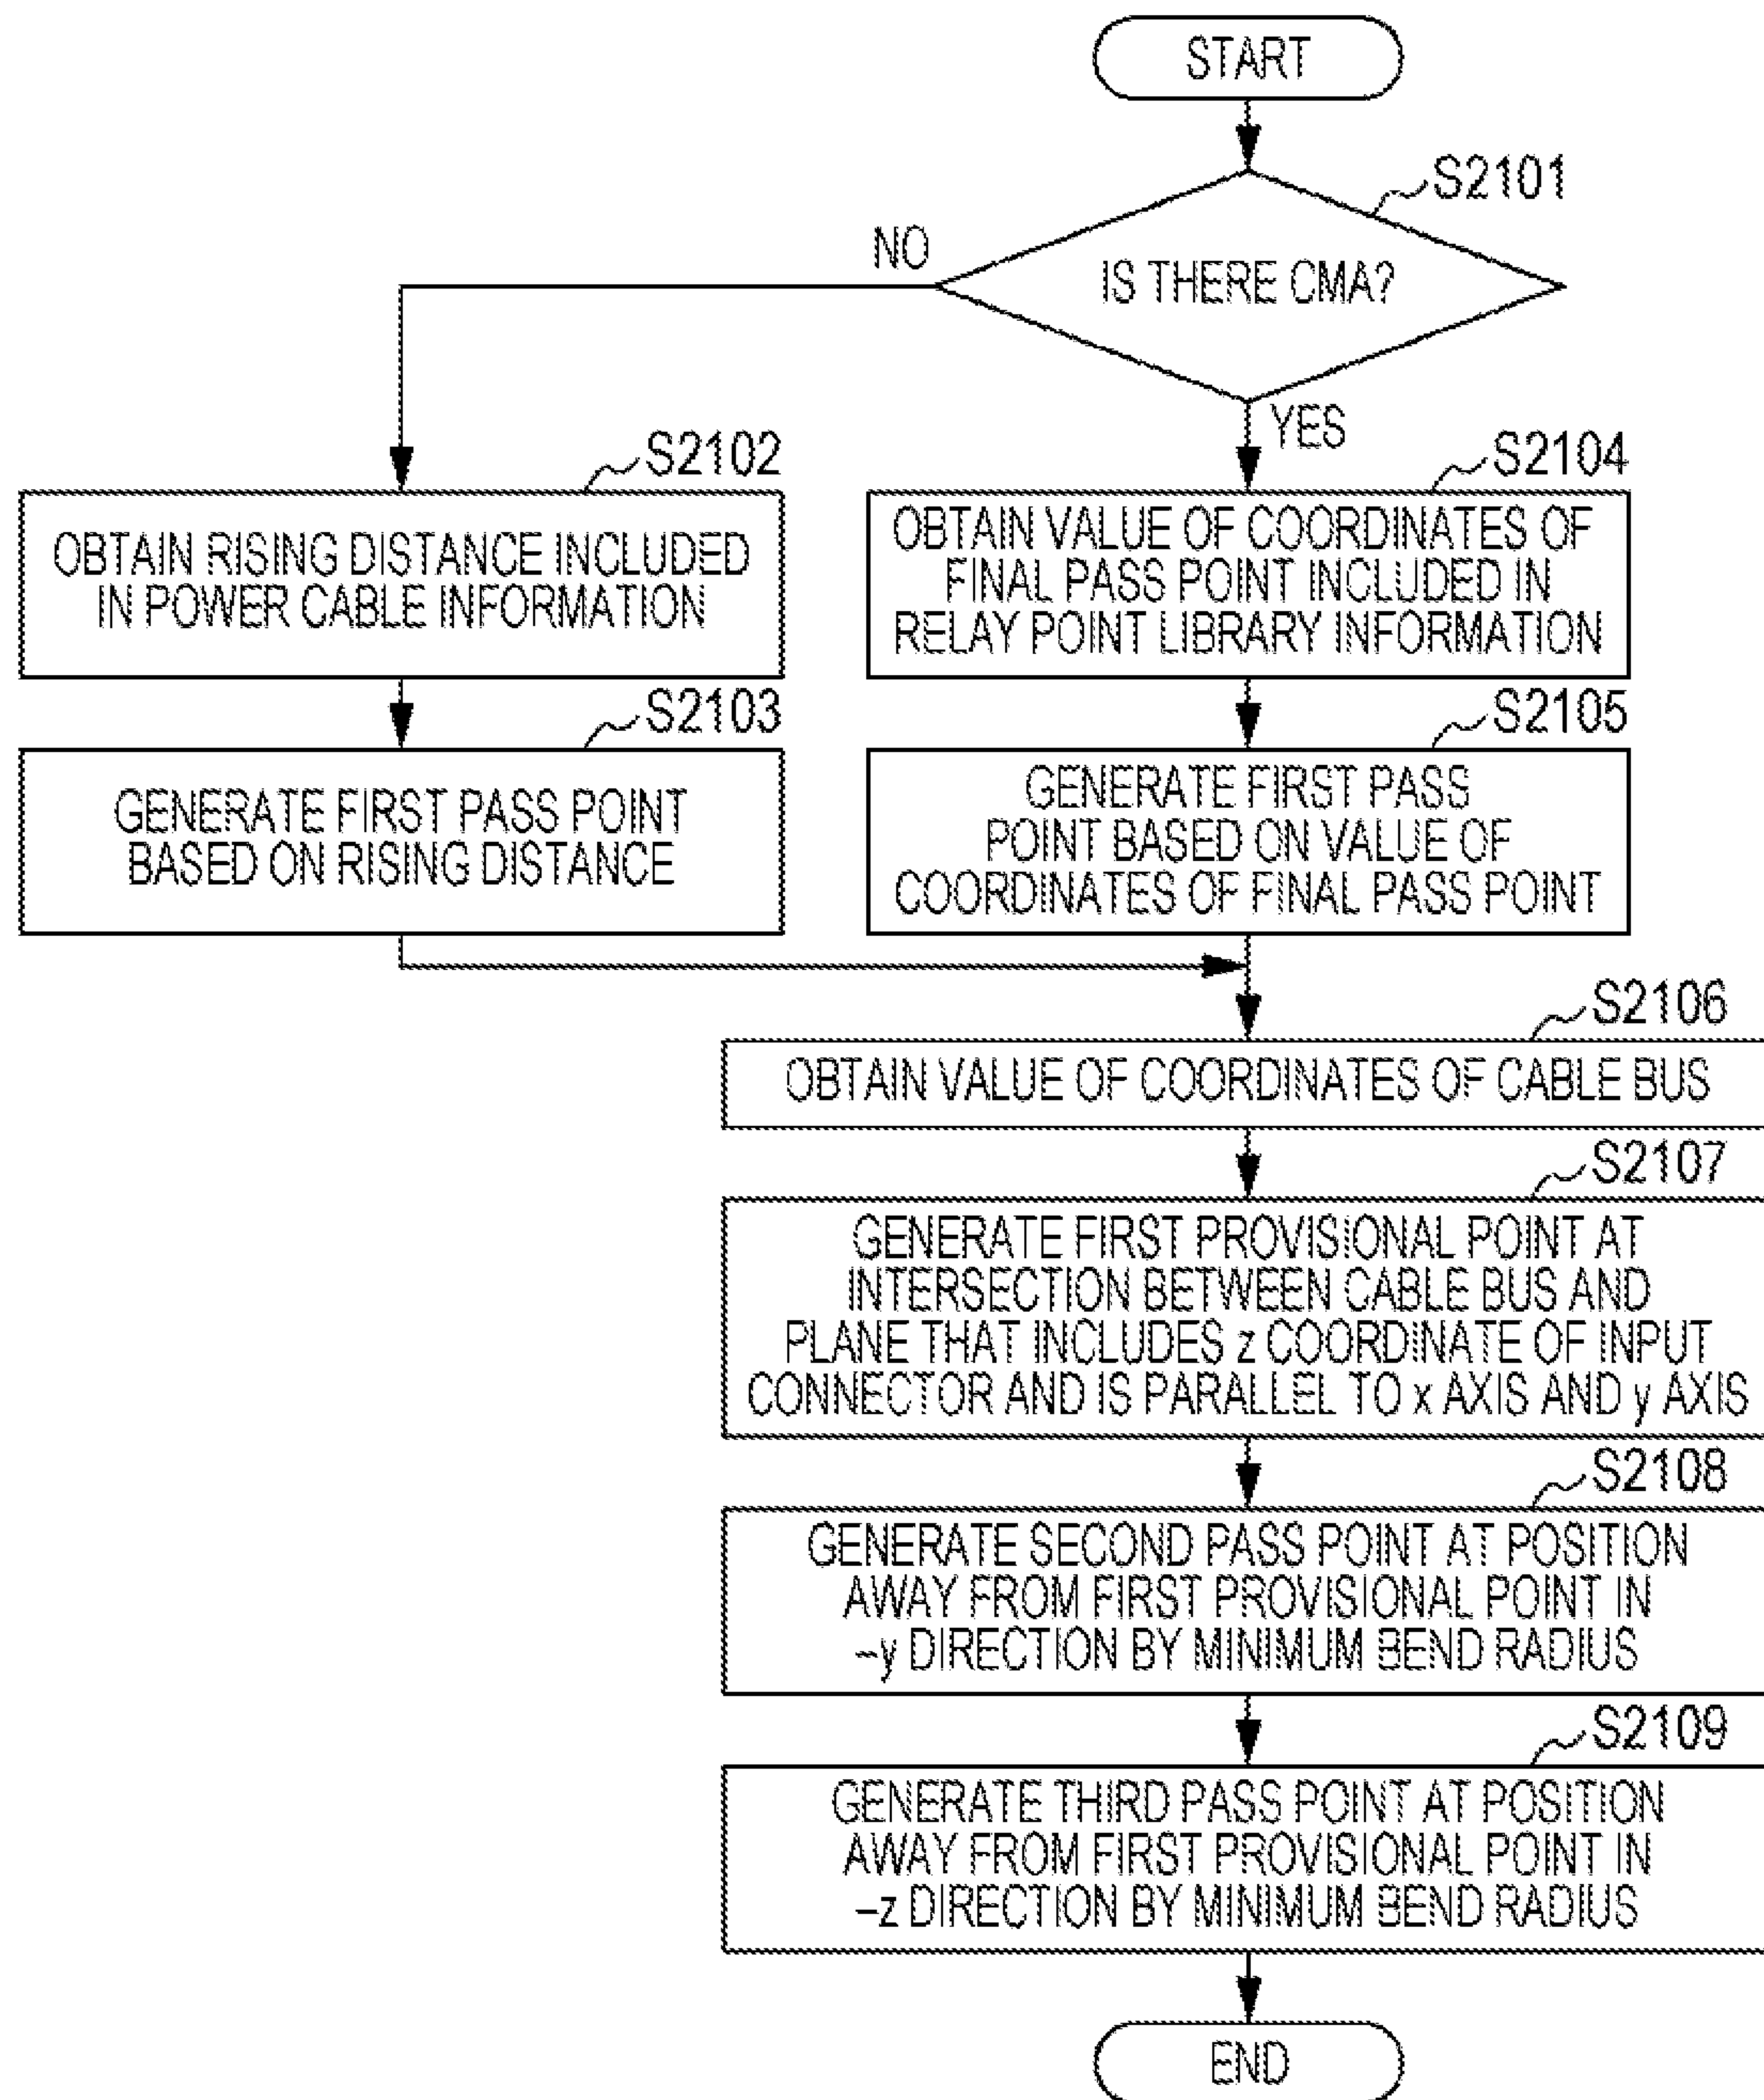 START
S2101
NO
IS THERE CMA?
YES
S2102
OBTAIN RISING DISTANCE INCLUDED
IN POWER CABLE INFORMATION
S2104
OBTAIN VALUE OF COORDINATES OF
FINAL PASS POINT INCLUDED IN
RELAY POINT LIBRARY INFORMATION
S2103
GENERATE FIRST PASS POINT
BASED ON RISING DISTANCE
S2105
GENERATE FIRST PASS
POINT BASED ON VALUE OF
COORDINATES OF FINAL PASS POINT
S2106
OBTAIN VALUE OF COORDINATES OF CABLE BUS
S2107
GENERATE FIRST PROVISIONAL POINT AT
INTERSECTION BETWEEN CABLE BUS AND
PLANE THAT INCLUDES z COORDINATE OF INPUT
CONNECTOR AND IS PARALLEL TO x AXIS AND y AXIS
S2108
GENERATE SECOND PASS POINT AT POSITION
AWAY FROM FIRST PROVISIONAL POINT IN
–y DIRECTION BY MINIMUM BEND RADIUS
S2109
GENERATE THIRD PASS POINT AT POSITION
AWAY FROM FIRST PROVISIONAL POINT IN
–z DIRECTION BY MINIMUM BEND RADIUS
END